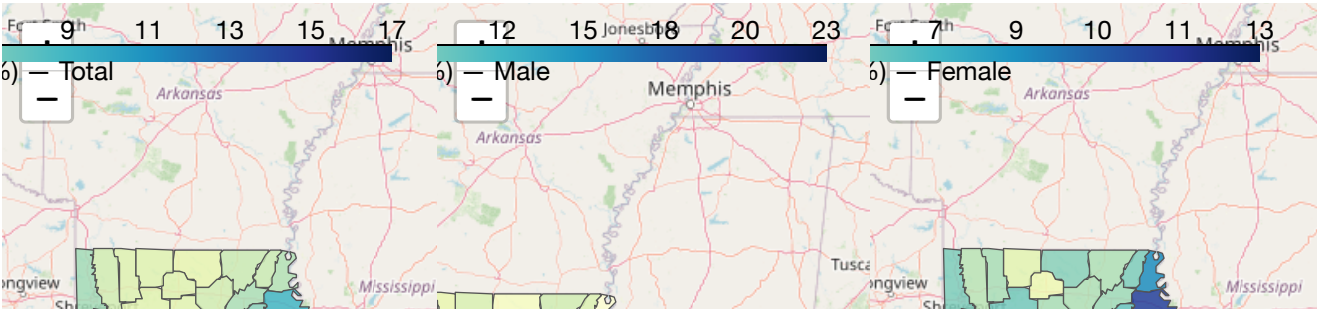 9 11 13 15 17
%) — Total
Memphis
Arkansas
Mississippi
12 15 18 20 23
%) — Male
Memphis
Arkansas
Tusca
7 9 10 11 13
%) — Female
Memphis
Arkansas
ongview
Mississippi
ongview